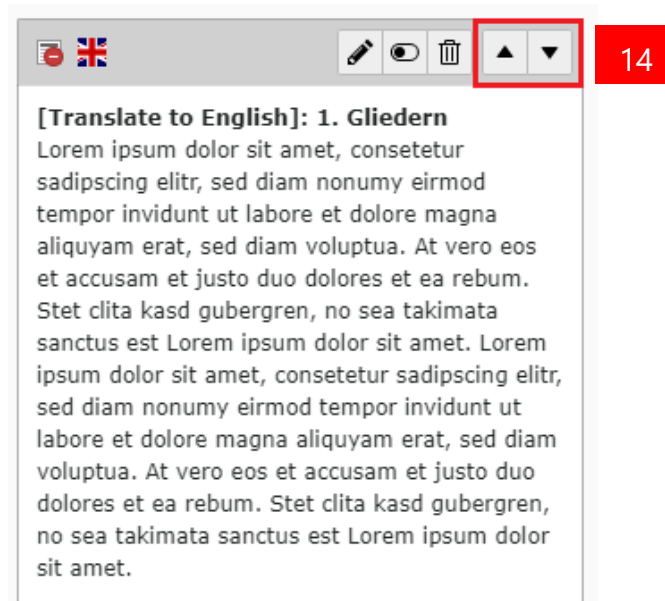 14
[Translate to English]: 1. Gliedern
Lorem ipsum dolor sit amet, consetetur
sadipscing elitr, sed diam nonumy eirmod
tempor invidunt ut labore et dolore magna
aliquyam erat, sed diam voluptua. At vero eos
et accusam et justo duo dolores et ea rebum.
Stet clita kasd gubergren, no sea takimata
sanctus est Lorem ipsum dolor sit amet. Lorem
ipsum dolor sit amet, consetetur sadipscing elitr,
sed diam nonumy eirmod tempor invidunt ut
labore et dolore magna aliquyam erat, sed diam
voluptua. At vero eos et accusam et justo duo
dolores et ea rebum. Stet clita kasd gubergren,
no sea takimata sanctus est Lorem ipsum dolor
sit amet.